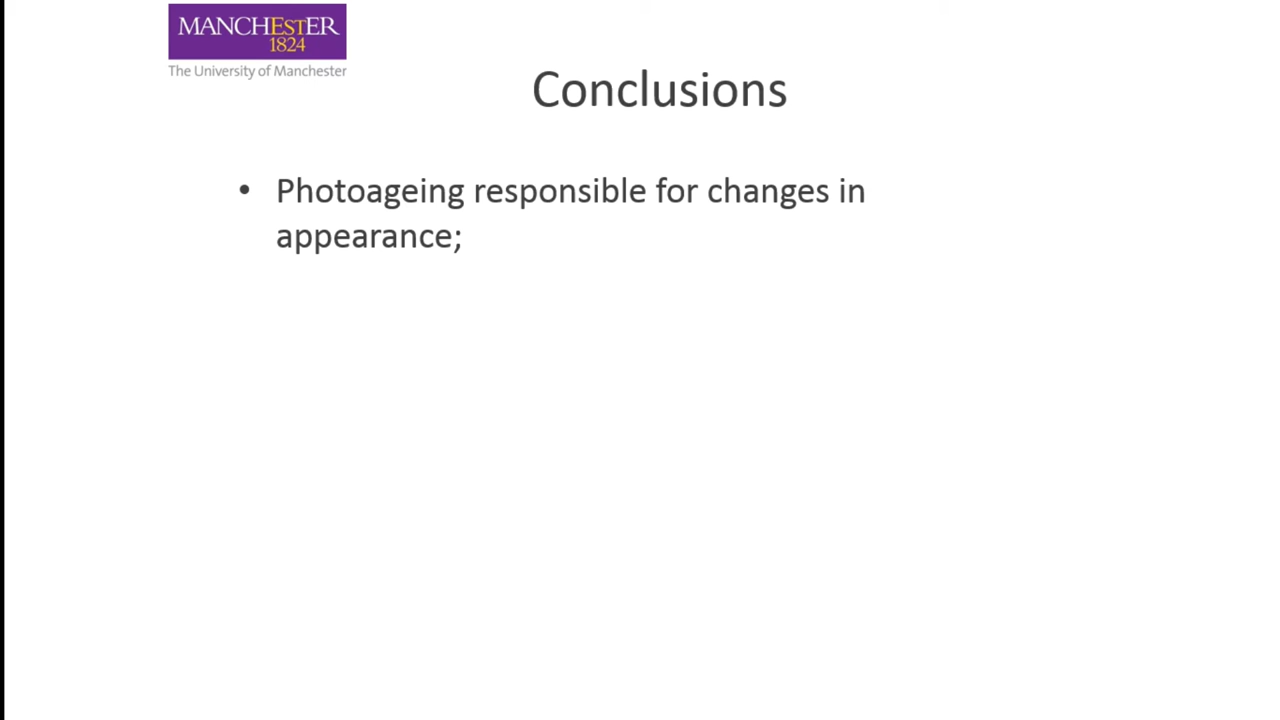 MANCHESTER
1824
The University of Manchester
Conclusions
• Photoageing responsible for changes in
appearance;